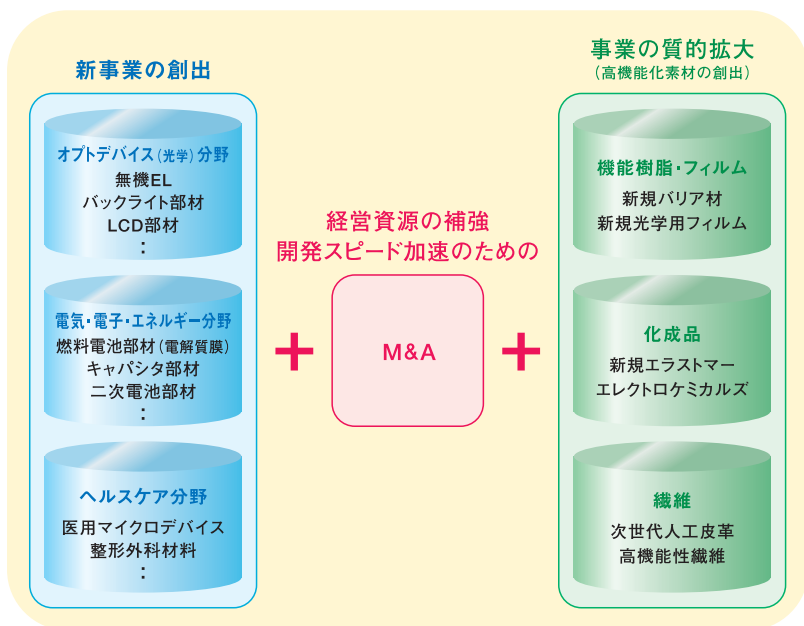 新事業の創出
オプトデバイス（光学）分野
無機EL
バックライト部材
LCD部材
：
電気・電子・エネルギー分野
燃料電池部材（電解質膜）
キャパシタ部材
二次電池部材
：
ヘルスケア分野
医用マイクロデバイス
整形外科材料
：
+
経営資源の補強
開発スピード加速のための
M&A
+
事業の質的拡大
（高機能化素材の創出）
機能樹脂・フィルム
新規バリア材
新規光学用フィルム
化成品
新規エラストマー
エレクトロケミカルズ
繊維
次世代人工皮革
高機能性繊維